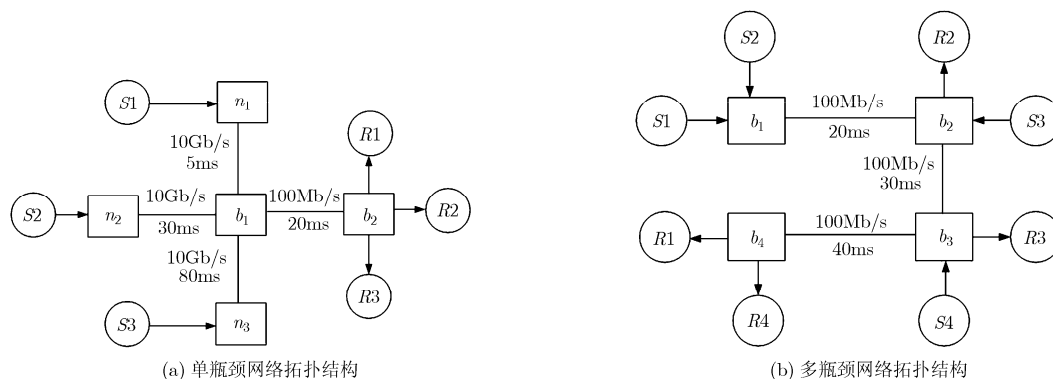 S1
n1
10Gb/s
5ms
R1
S2
n2
10Gb/s
30ms
b1
100Mb/s
20ms
b2
R2
10Gb/s
80ms
R3
S3
n3
(a) 单瓶颈网络拓扑结构
S2
R2
S1
b1
100Mb/s
20ms
b2
S3
100Mb/s
30ms
R1
b4
100Mb/s
40ms
b3
R3
R4
S4
(b) 多瓶颈网络拓扑结构